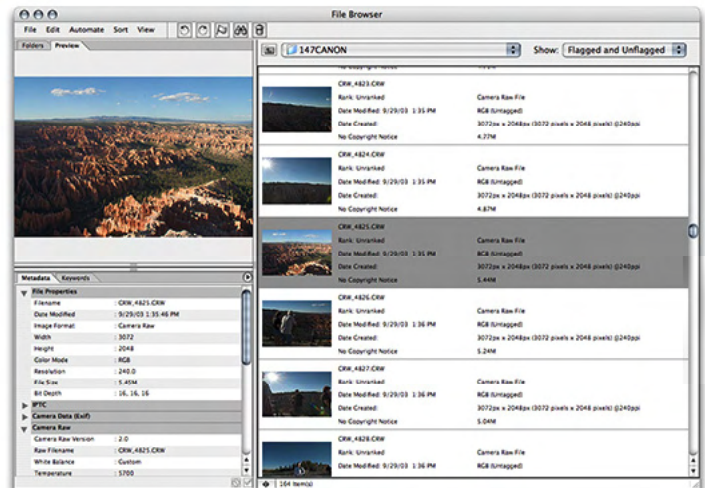 File Browser
File Edit Automate Sort View
Folders Preview
147CANON
Show: Flagged and Unflagged
CRW_4823.CRW
Rank: Unranked Camera Raw File
Date Modified: 9/29/03 1:35 PM RGB (Untagged)
Date Created: 3072px x 2048px (3072 pixels x 2048 pixels) @240ppi
No Copyright Notice 4.77M
CRW_4824.CRW
Rank: Unranked Camera Raw File
Date Modified: 9/29/03 1:35 PM RGB (Untagged)
Date Created: 3072px x 2048px (3072 pixels x 2048 pixels) @240ppi
No Copyright Notice 4.87M
CRW_4825.CRW
Rank: Unranked Camera Raw File
Date Modified: 9/29/03 1:35 PM RGB (Untagged)
Date Created: 3072px x 2048px (3072 pixels x 2048 pixels) @240ppi
No Copyright Notice 5.44M
CRW_4826.CRW
Rank: Unranked Camera Raw File
Date Modified: 9/29/03 1:36 PM RGB (Untagged)
Date Created: 3072px x 2048px (3072 pixels x 2048 pixels) @240ppi
No Copyright Notice 5.24M
CRW_4827.CRW
Rank: Unranked Camera Raw File
Date Modified: 9/29/03 1:36 PM RGB (Untagged)
Date Created: 3072px x 2048px (3072 pixels x 2048 pixels) @240ppi
No Copyright Notice 5.04M
CRW_4828.CRW
Rank: Unranked Camera Raw File
Date Modified: 9/29/03 1:36 PM RGB (Untagged)
164 Item(s)
Metadata Keywords
File Properties
Filename : CRW_4825.CRW
Date Modified : 9/29/03 1:35:46 PM
Image Format : Camera Raw
Width : 3072
Height : 2048
Color Mode : RGB
Resolution : 240.0
File Size : 5.45M
Bit Depth : 16, 16, 16
IPTC
Camera Data (Exif)
Camera Raw
Camera Raw Version : 2.0
Raw Filename : CRW_4825.CRW
White Balance : Custom
Temperature : 5700